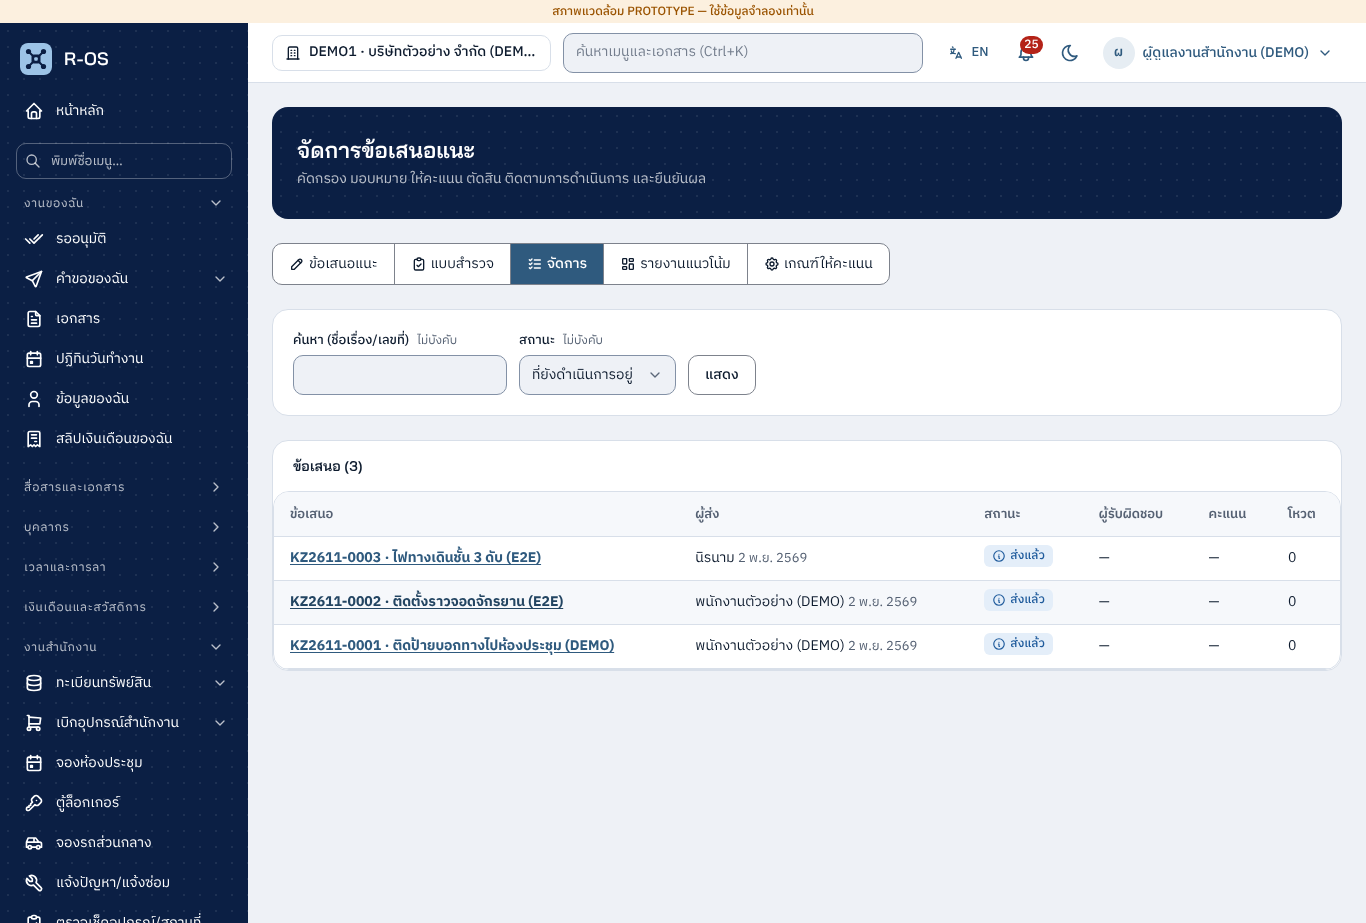 สภาพแวดล้อม PROTOTYPE — ใช้ข้อมูลจำลองเท่านั้น
R-OS
DEMO1 · บริษัทตัวอย่าง จำกัด (DEM...
ค้นหาเมนูและเอกสาร (Ctrl+K)
EN
25
ผ
ผู้ดูแลงานสำนักงาน (DEMO)
หน้าหลัก
พิมพ์ชื่อเมนู...
งานของฉัน
รออนุมัติ
คำขอของฉัน
เอกสาร
ปฏิทินวันทำงาน
ข้อมูลของฉัน
สลิปเงินเดือนของฉัน
สื่อสารและเอกสาร
บุคลากร
เวลาและการลา
เงินเดือนและสวัสดิการ
งานสำนักงาน
ทะเบียนทรัพย์สิน
เบิกอุปกรณ์สำนักงาน
จองห้องประชุม
ตู้ล็อกเกอร์
จองรถส่วนกลาง
แจ้งปัญหา/แจ้งซ่อม
ตรวจเช็คอุปกรณ์/สถานที่
จัดการข้อเสนอแนะ
คัดกรอง มอบหมาย ให้คะแนน ตัดสิน ติดตามการดำเนินการ และยืนยันผล
ข้อเสนอแนะ
แบบสำรวจ
จัดการ
รายงานแนวโน้ม
เกณฑ์ให้คะแนน
ค้นหา (ชื่อเรื่อง/เลขที่) ไม่บังคับ
สถานะ ไม่บังคับ
ที่ยังดำเนินการอยู่
แสดง
ข้อเสนอ (3)
ข้อเสนอ ผู้ส่ง สถานะ ผู้รับผิดชอบ คะแนน โหวต
KZ2611-0003 · ไฟทางเดินชั้น 3 ดับ (E2E) นิรนาม 2 พ.ย. 2569 ส่งแล้ว — — 0
KZ2611-0002 · ติดตั้งราวจอดจักรยาน (E2E) พนักงานตัวอย่าง (DEMO) 2 พ.ย. 2569 ส่งแล้ว — — 0
KZ2611-0001 · ติดป้ายบอกทางไปห้องประชุม (DEMO) พนักงานตัวอย่าง (DEMO) 2 พ.ย. 2569 ส่งแล้ว — — 0